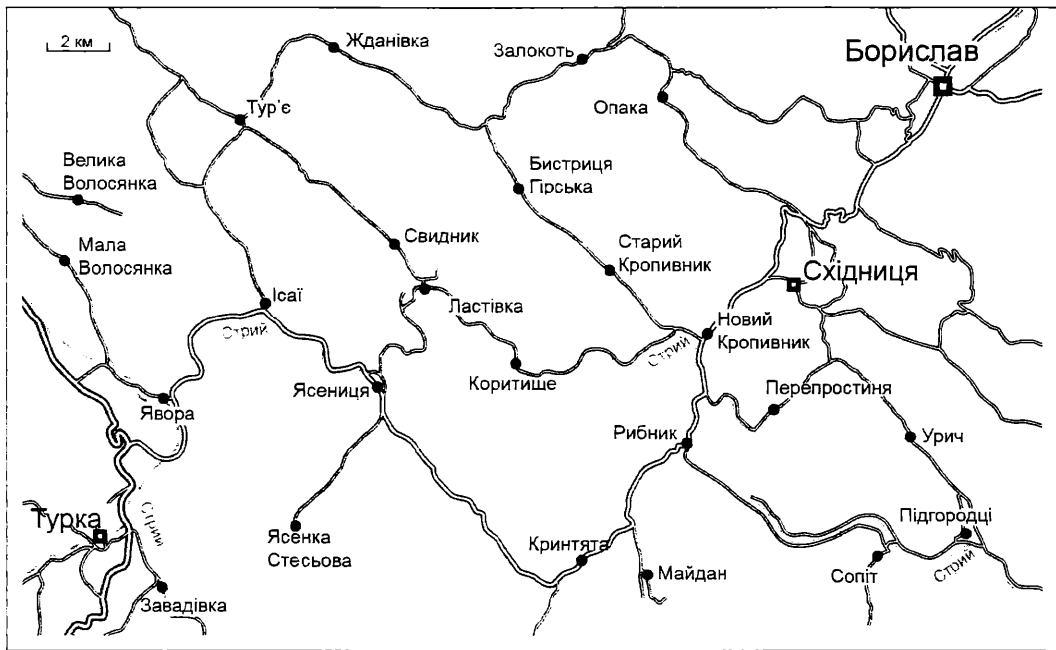 2 км
Жданівка
Залокоть
Борислав
Тур'є
Опака
Велика
Волосянка
Бистриця
Гірська
Мала
Волосянка
Свидник
Старий
Кропивник
Східниця
Ісаї
Ластівка
Стрий
Новий
Кропивник
Стрий
Коритище
Ясениця
Перепростиня
Явора
Рибник
Урич
Стрий
Турка
Підгородці
Ясенка
Стесьова
Кринтята
Майдан
Сопіт
Стрий
Завадівка